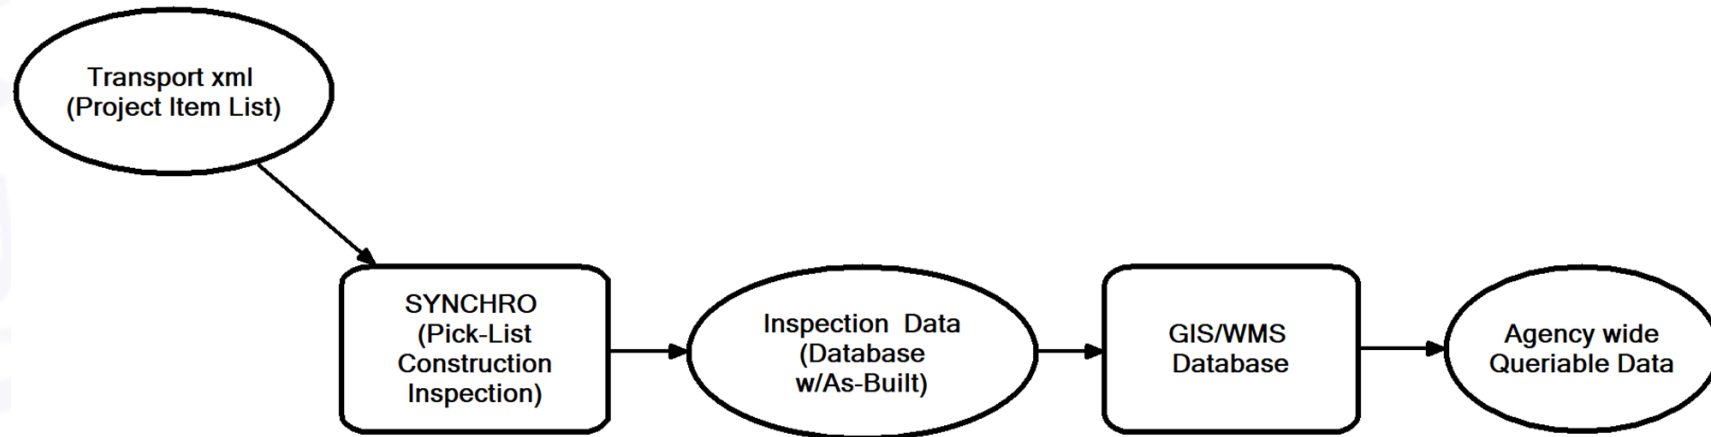 Transport xml
(Project Item List)
SYNCHRO
(Pick-List
Construction
Inspection)
Inspection Data
(Database
w/As-Built)
GIS/WMS
Database
Agency wide
Queriable Data